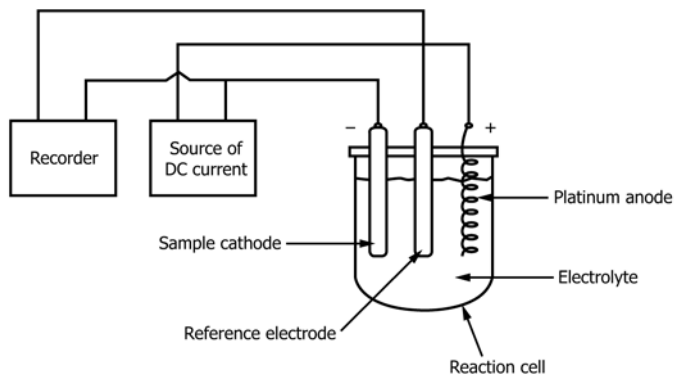 Recorder
Source of
DC current
−
+
Platinum anode
Sample cathode
Electrolyte
Reference electrode
Reaction cell